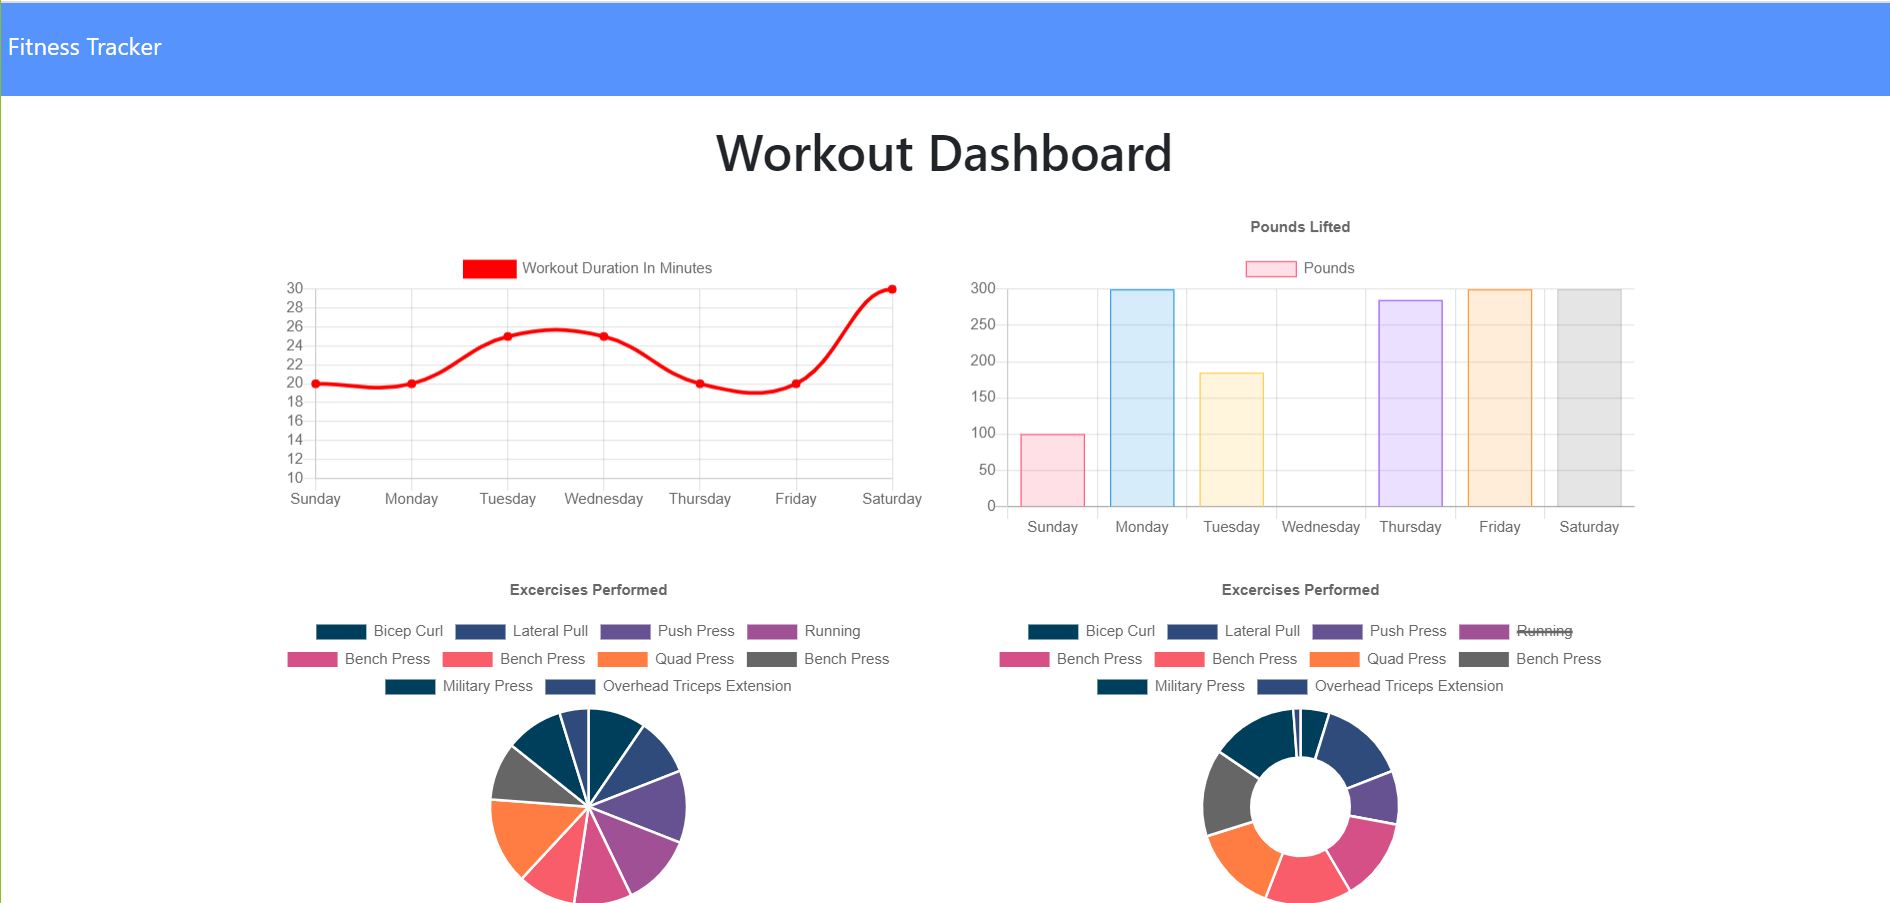 Fitness Tracker
Workout Dashboard
Workout Duration In Minutes
30
28
26
24
22
20
18
16
14
12
10
Sunday Monday Tuesday Wednesday Thursday Friday Saturday
Pounds Lifted
Pounds
300
250
200
150
100
50
0
Sunday Monday Tuesday Wednesday Thursday Friday Saturday
Excercises Performed
Bicep Curl Lateral Pull Push Press Running
Bench Press Bench Press Quad Press Bench Press
Military Press Overhead Triceps Extension
Excercises Performed
Bicep Curl Lateral Pull Push Press Running
Bench Press Bench Press Quad Press Bench Press
Military Press Overhead Triceps Extension